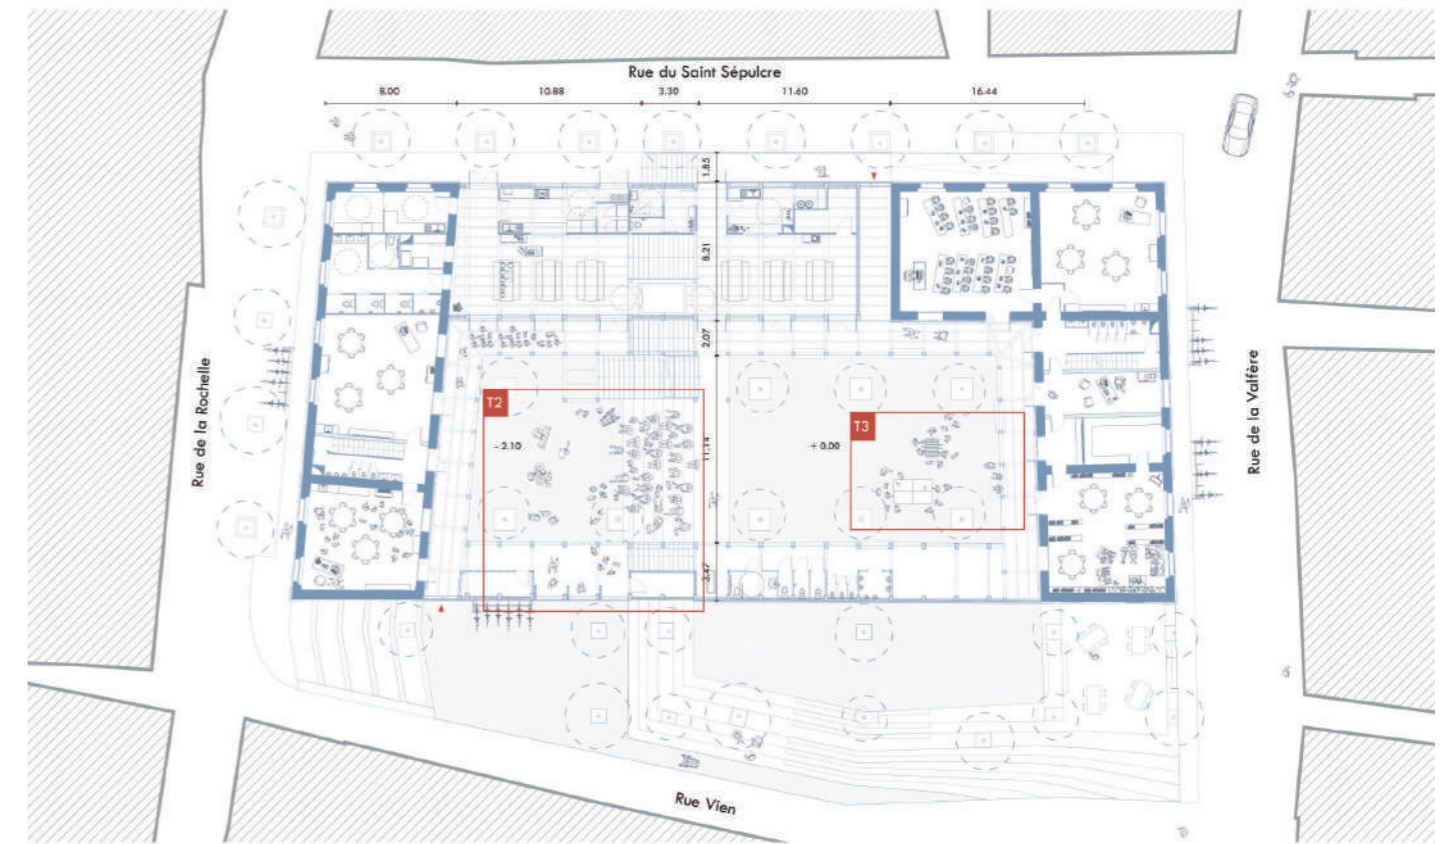 Rue du Saint Sépulcre
8.00 10.88 3.30 11.60 16.44
1.85
8.21
2.07
Rue de la Rochelle
Rue de la Valfère
T2
T3
-2.10
11.14
+0.00
3.47
Rue Vien